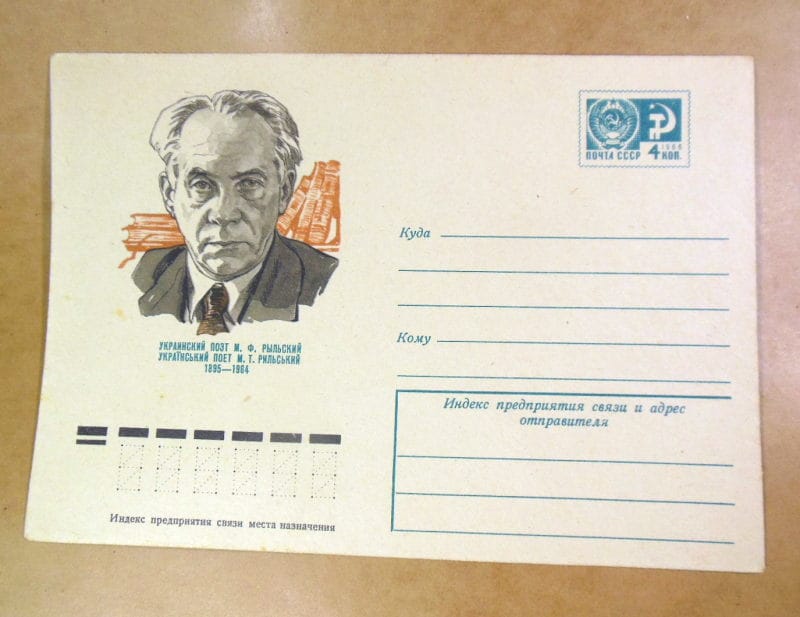 УКРАИНСКИЙ ПОЭТ М. Ф. РЫЛЬСКИЙ
УКРАЇНСЬКИЙ ПОЕТ М. Т. РИЛЬСЬКИЙ
1895—1964
1966
ПОЧТА СССР 4 КОП.
Куда
Кому
Индекс предприятия связи и адрес
отправителя
Индекс предприятия связи места назначения